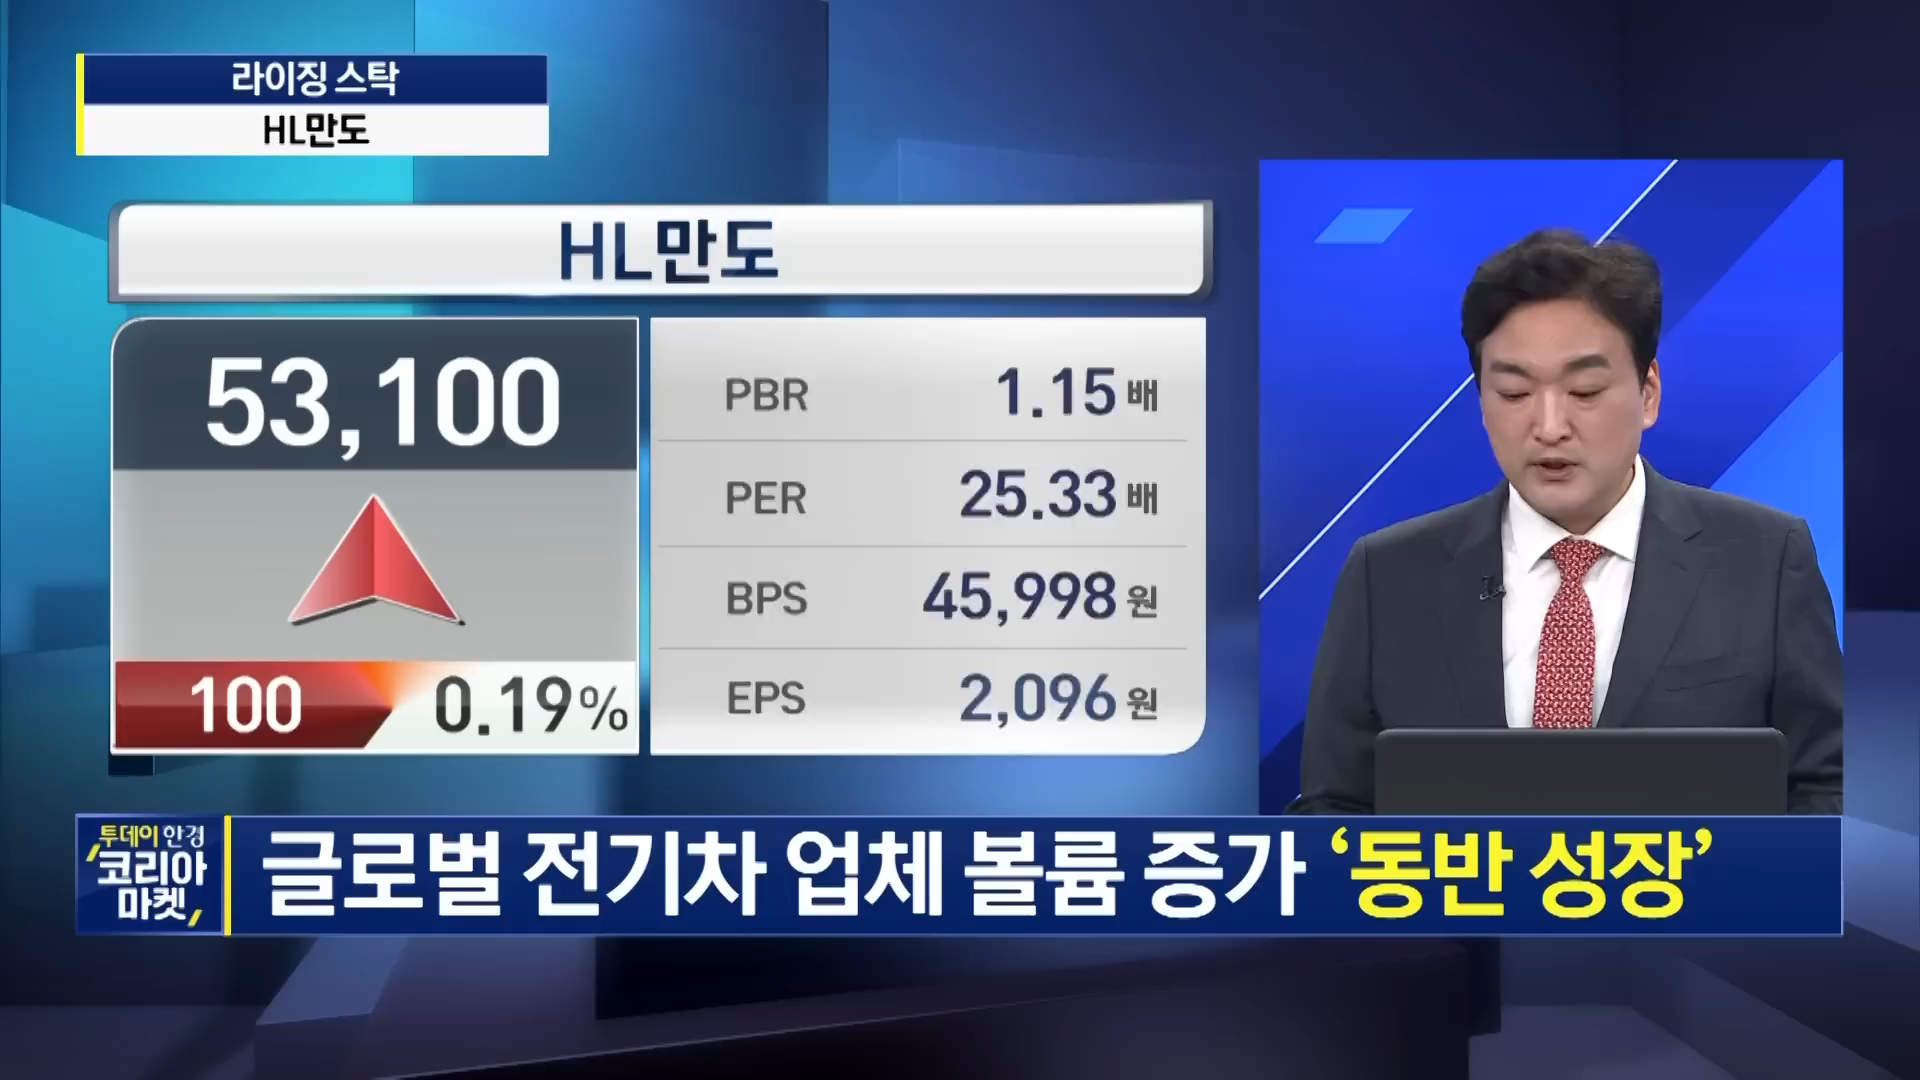 라이징 스탁
HL만도
HL만도
53,100
100 0.19%
PBR 1.15 배
PER 25.33 배
BPS 45,998 원
EPS 2,096 원
투데이 한경
코리아
마켓
글로벌 전기차 업체 볼륨 증가 ‘동반 성장’